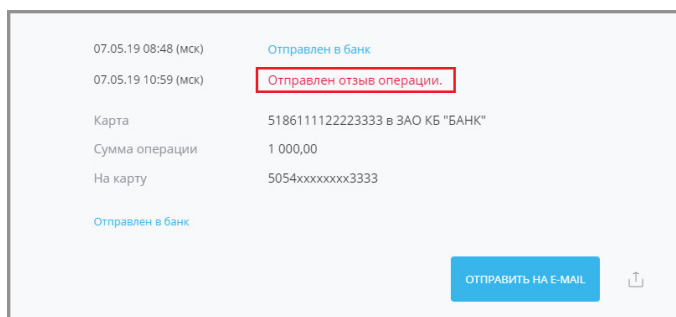 07.05.19 08:48 (мск) Отправлен в банк
07.05.19 10:59 (мск) Отправлен отзыв операции.
Карта 5186111122223333 в ЗАО КБ "БАНК"
Сумма операции 1 000,00
На карту 5054xxxxxxxx3333
Отправлен в банк
ОТПРАВИТЬ НА E-MAIL